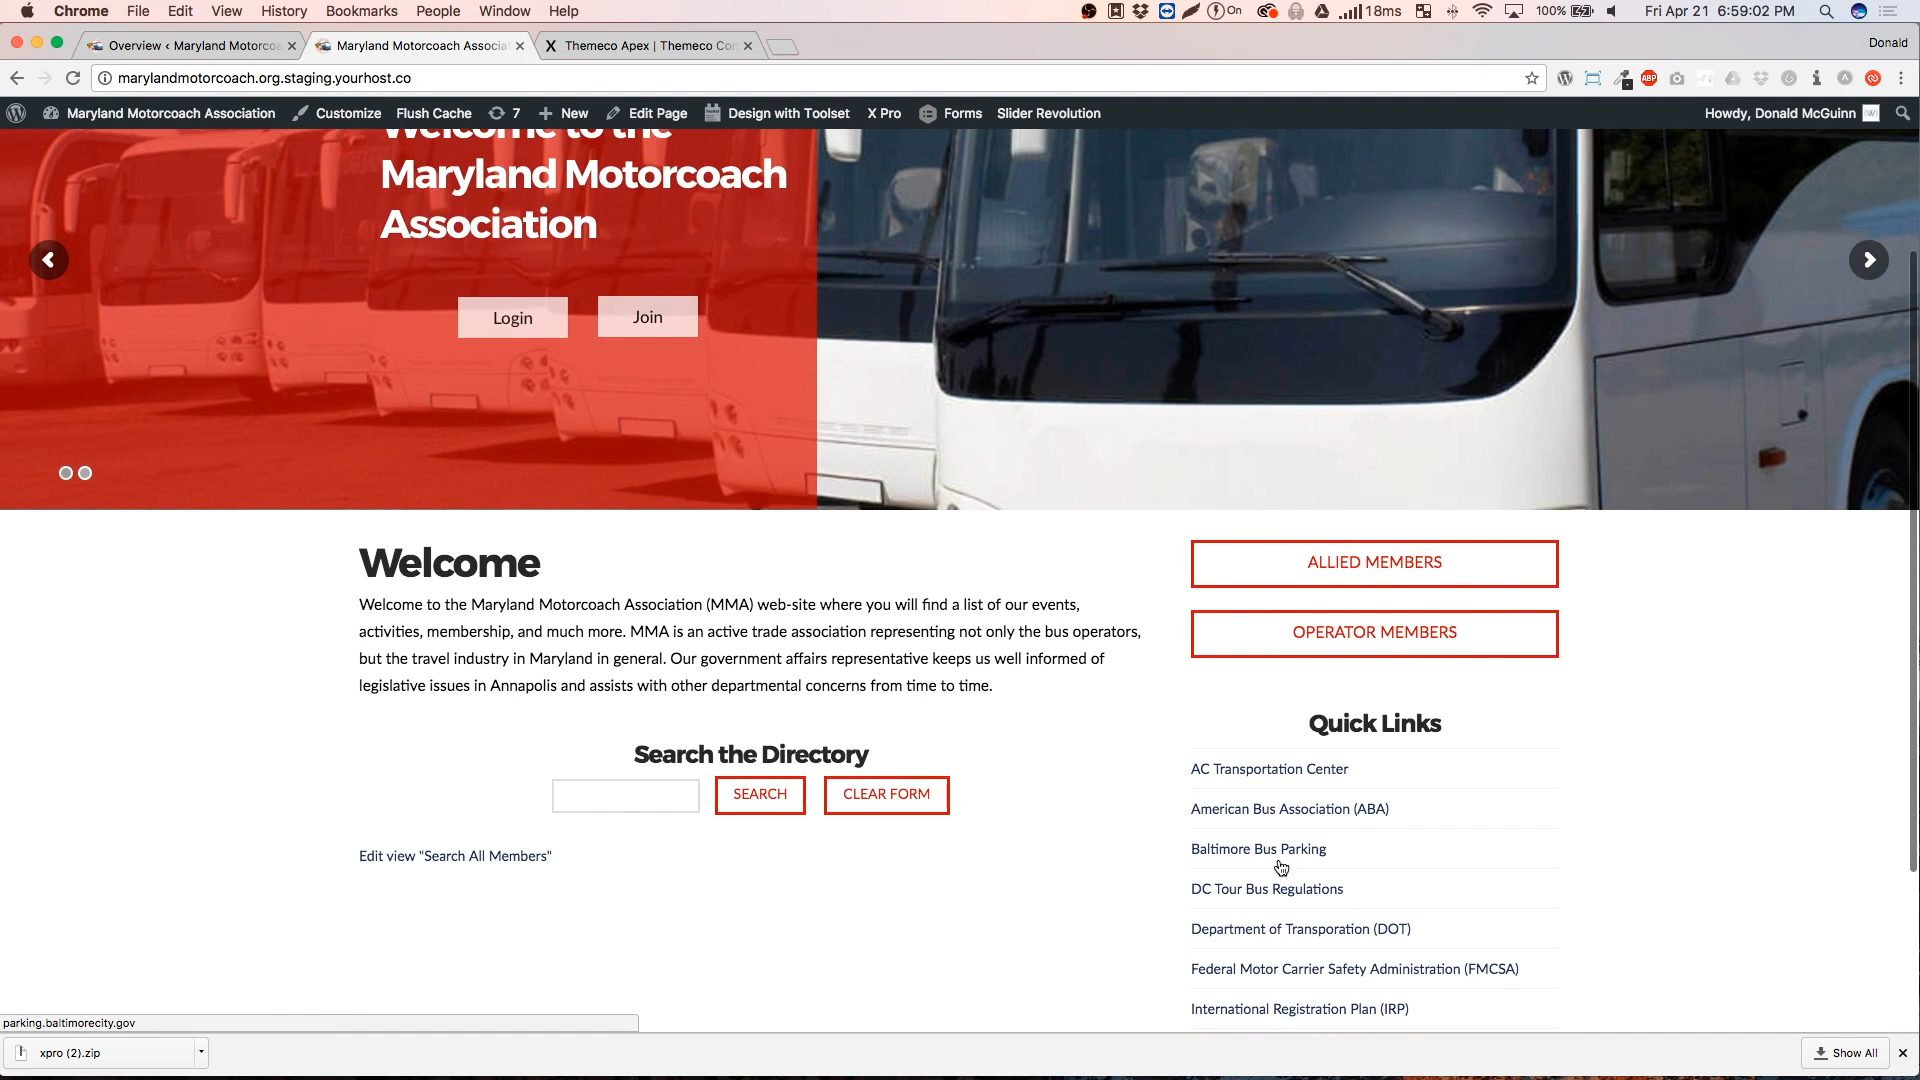 Chrome File Edit View History Bookmarks People Window Help On 18ms 100% Fri Apr 21 6:59:02 PM
Overview ‹ Maryland Motorco Maryland Motorcoach Associa X Themeco Apex | Themeco Con Donald
marylandmotorcoach.org.staging.yourhost.co ABP
Maryland Motorcoach Association Customize Flush Cache 7 New Edit Page Design with Toolset X Pro Forms Slider Revolution Howdy, Donald McGuinn
Welcome to the
Maryland Motorcoach
Association
Login Join
Welcome
Welcome to the Maryland Motorcoach Association (MMA) web-site where you will find a list of our events,
activities, membership, and much more. MMA is an active trade association representing not only the bus operators,
but the travel industry in Maryland in general. Our government affairs representative keeps us well informed of
legislative issues in Annapolis and assists with other departmental concerns from time to time.
Search the Directory
SEARCH CLEAR FORM
Edit view "Search All Members"
ALLIED MEMBERS
OPERATOR MEMBERS
Quick Links
AC Transportation Center
American Bus Association (ABA)
Baltimore Bus Parking
DC Tour Bus Regulations
Department of Transporation (DOT)
Federal Motor Carrier Safety Administration (FMCSA)
International Registration Plan (IRP)
parking.baltimorecity.gov
xpro (2).zip Show All